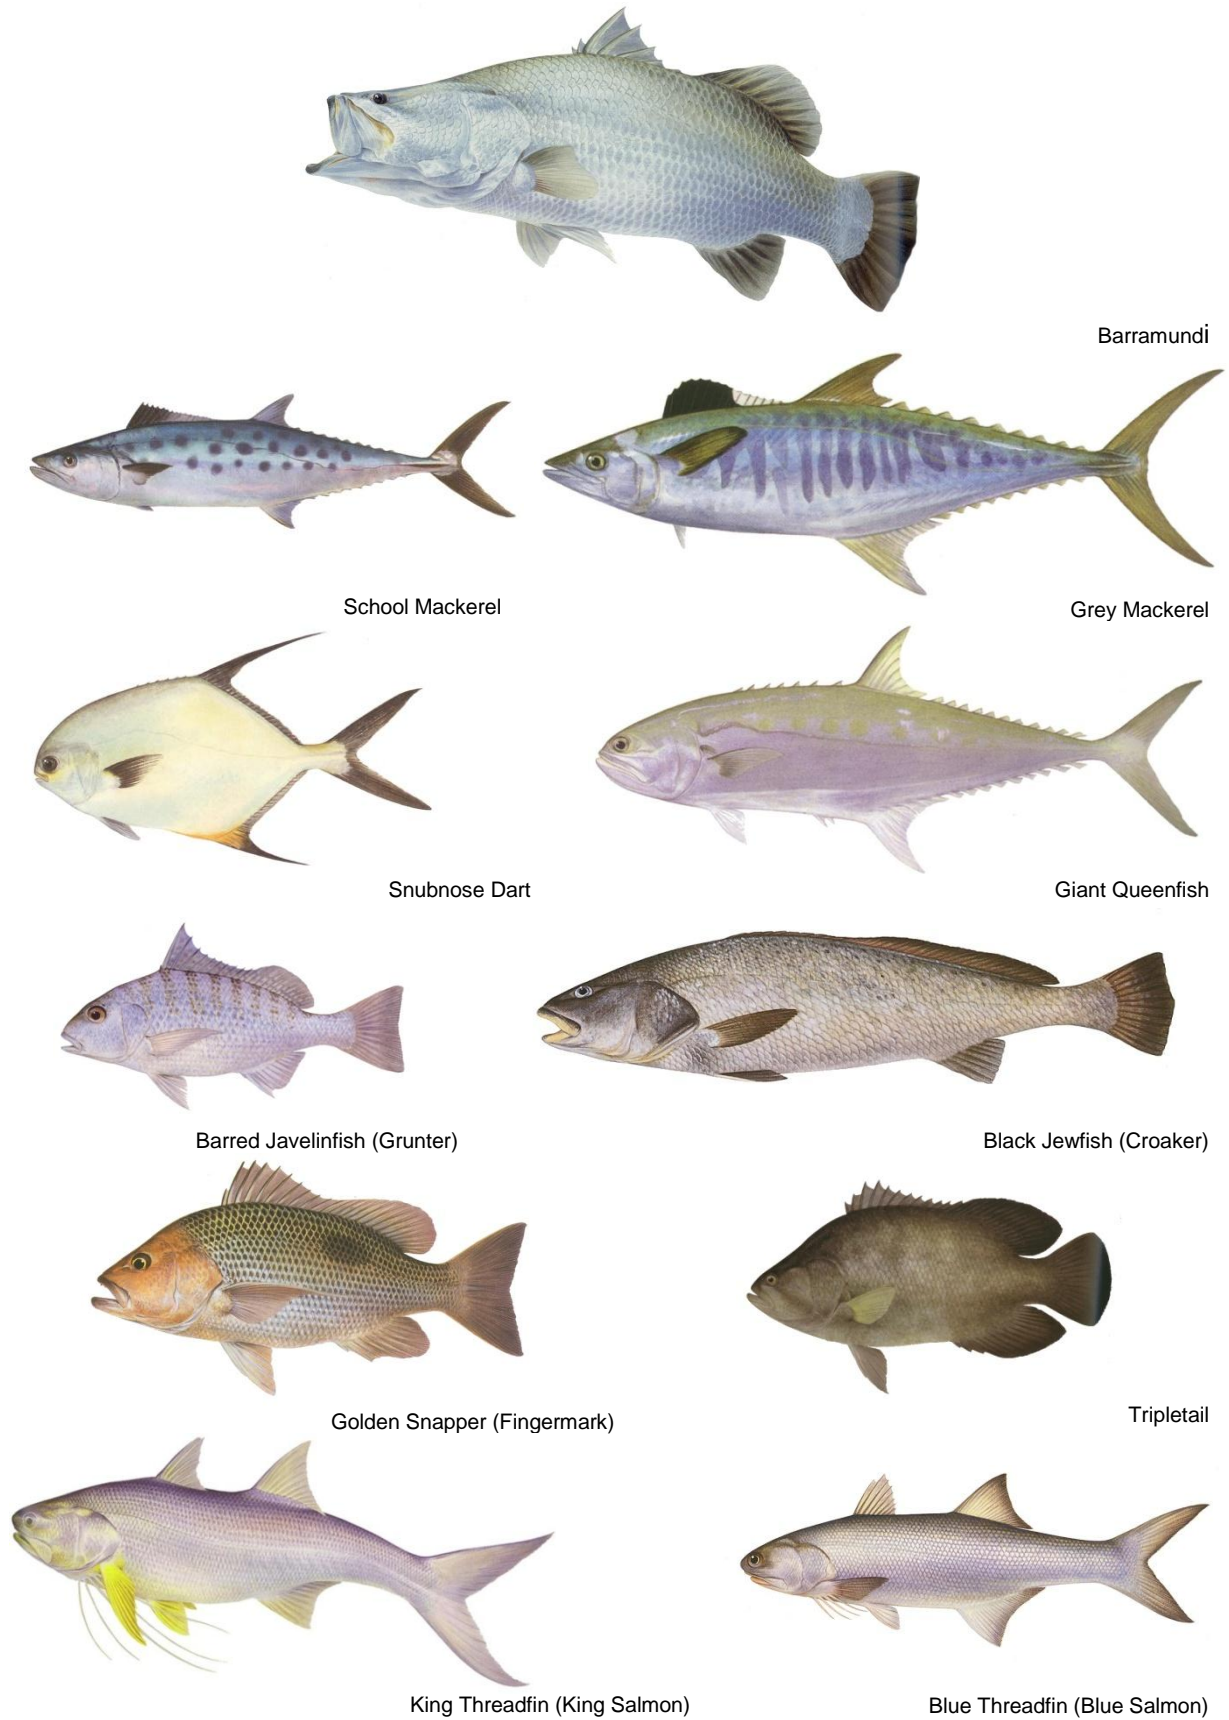 Barramundi
School Mackerel
Grey Mackerel
Snubnose Dart
Giant Queenfish
Barred Javelinfish (Grunter)
Black Jewfish (Croaker)
Golden Snapper (Fingermark)
Tripletail
King Threadfin (King Salmon)
Blue Threadfin (Blue Salmon)